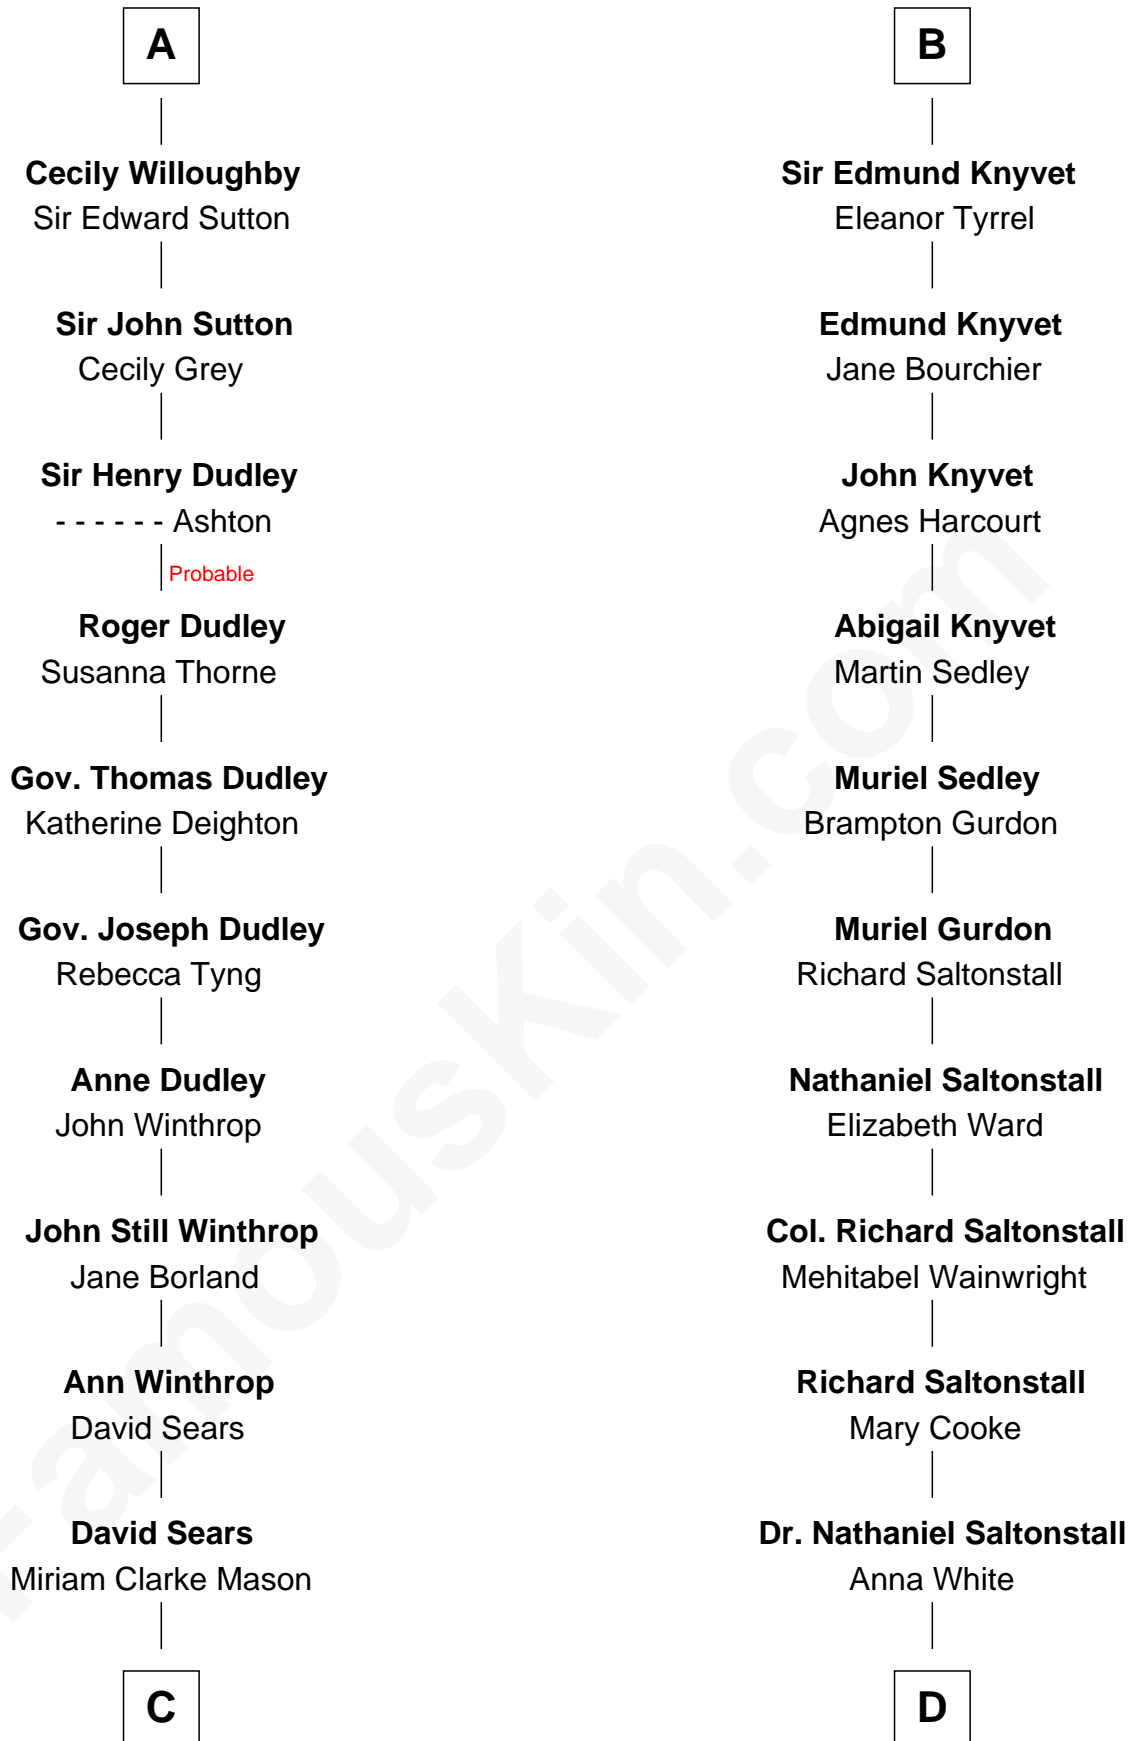 A
Cecily Willoughby
Sir Edward Sutton
Sir John Sutton
Cecily Grey
Sir Henry Dudley
- - - - - - Ashton
Probable
Roger Dudley
Susanna Thorne
Gov. Thomas Dudley
Katherine Deighton
Gov. Joseph Dudley
Rebecca Tyng
Anne Dudley
John Winthrop
John Still Winthrop
Jane Borland
Ann Winthrop
David Sears
David Sears
Miriam Clarke Mason
C
B
Sir Edmund Knyvet
Eleanor Tyrrel
Edmund Knyvet
Jane Bourchier
John Knyvet
Agnes Harcourt
Abigail Knyvet
Martin Sedley
Muriel Sedley
Brampton Gurdon
Muriel Gurdon
Richard Saltonstall
Nathaniel Saltonstall
Elizabeth Ward
Col. Richard Saltonstall
Mehitabel Wainwright
Richard Saltonstall
Mary Cooke
Dr. Nathaniel Saltonstall
Anna White
D
FamousKin.com